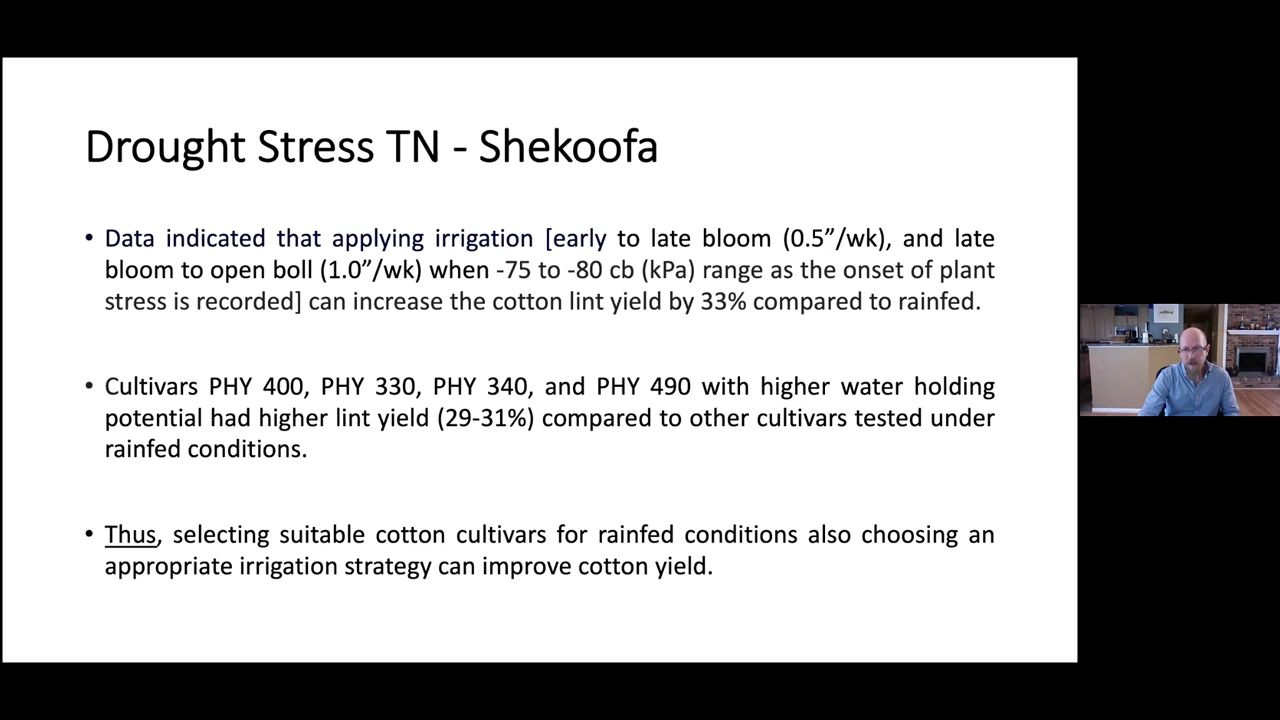 Drought Stress TN - Shekoofa
• Data indicated that applying irrigation [early to late bloom (0.5”/wk), and late
bloom to open boll (1.0”/wk) when -75 to -80 cb (kPa) range as the onset of plant
stress is recorded] can increase the cotton lint yield by 33% compared to rainfed.
• Cultivars PHY 400, PHY 330, PHY 340, and PHY 490 with higher water holding
potential had higher lint yield (29-31%) compared to other cultivars tested under
rainfed conditions.
• Thus, selecting suitable cotton cultivars for rainfed conditions also choosing an
appropriate irrigation strategy can improve cotton yield.